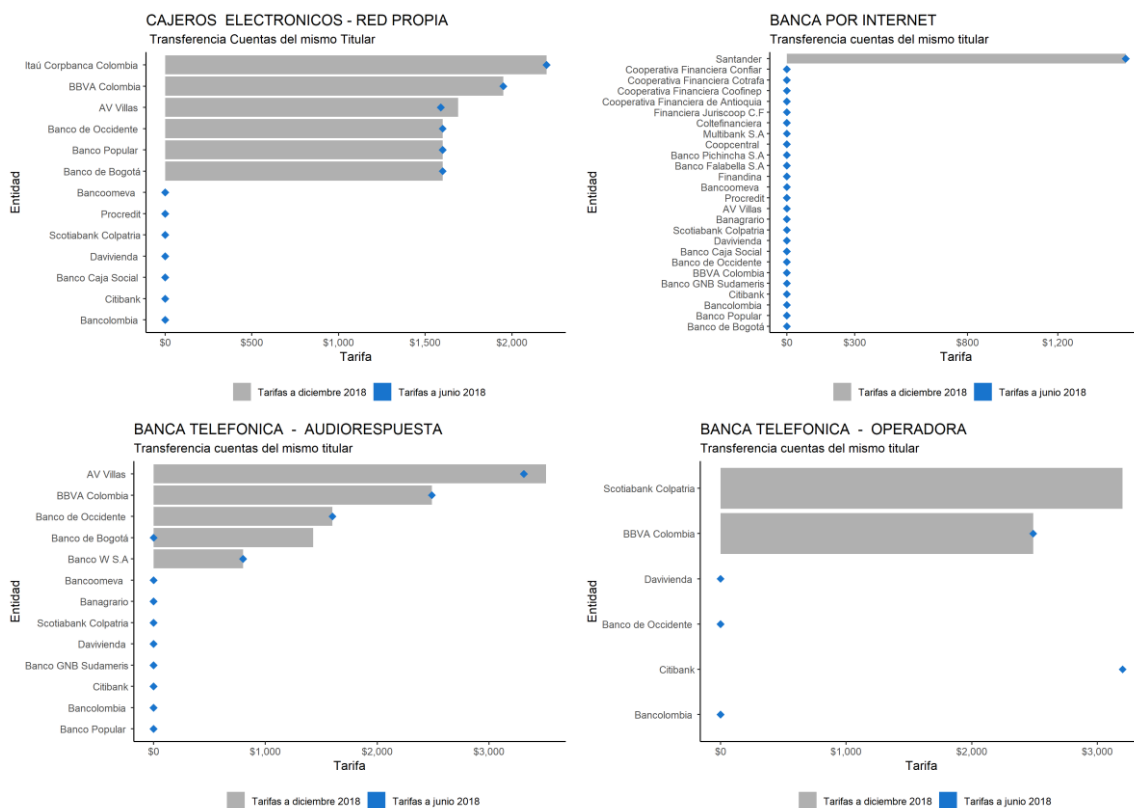 CAJEROS  ELECTRONICOS - RED PROPIA
Transferencia Cuentas del mismo Titular
Entidad
Itaú Corpbanca Colombia
BBVA Colombia
AV Villas
Banco de Occidente
Banco Popular
Banco de Bogotá
Bancoomeva
Procredit
Scotiabank Colpatria
Davivienda
Banco Caja Social
Citibank
Bancolombia
$0 $500 $1,000 $1,500 $2,000
Tarifa
Tarifas a diciembre 2018 Tarifas a junio 2018
BANCA POR INTERNET
Transferencia cuentas del mismo titular
Entidad
Santander
Cooperativa Financiera Confiar
Cooperativa Financiera Cotrafa
Cooperativa Financiera Coofinep
Cooperativa Financiera de Antioquia
Financiera Juriscoop C.F
Coltefinanciera
Multibank S.A
Coopcentral
Banco Pichincha S.A
Banco Falabella S.A
Finandina
Bancoomeva
Procredit
AV Villas
Banagrario
Scotiabank Colpatria
Davivienda
Banco Caja Social
Banco de Occidente
BBVA Colombia
Banco GNB Sudameris
Citibank
Bancolombia
Banco Popular
Banco de Bogotá
$0 $300 $800 $1,200
Tarifa
Tarifas a diciembre 2018 Tarifas a junio 2018
BANCA TELEFONICA  -  AUDIORESPUESTA
Transferencia cuentas del mismo titular
Entidad
AV Villas
BBVA Colombia
Banco de Occidente
Banco de Bogotá
Banco W S.A
Bancoomeva
Banagrario
Scotiabank Colpatria
Davivienda
Banco GNB Sudameris
Citibank
Bancolombia
Banco Popular
$0 $1,000 $2,000 $3,000
Tarifa
Tarifas a diciembre 2018 Tarifas a junio 2018
BANCA TELEFONICA  -  OPERADORA
Transferencia cuentas del mismo titular
Entidad
Scotiabank Colpatria
BBVA Colombia
Davivienda
Banco de Occidente
Citibank
Bancolombia
$0 $1,000 $2,000 $3,000
Tarifa
Tarifas a diciembre 2018 Tarifas a junio 2018